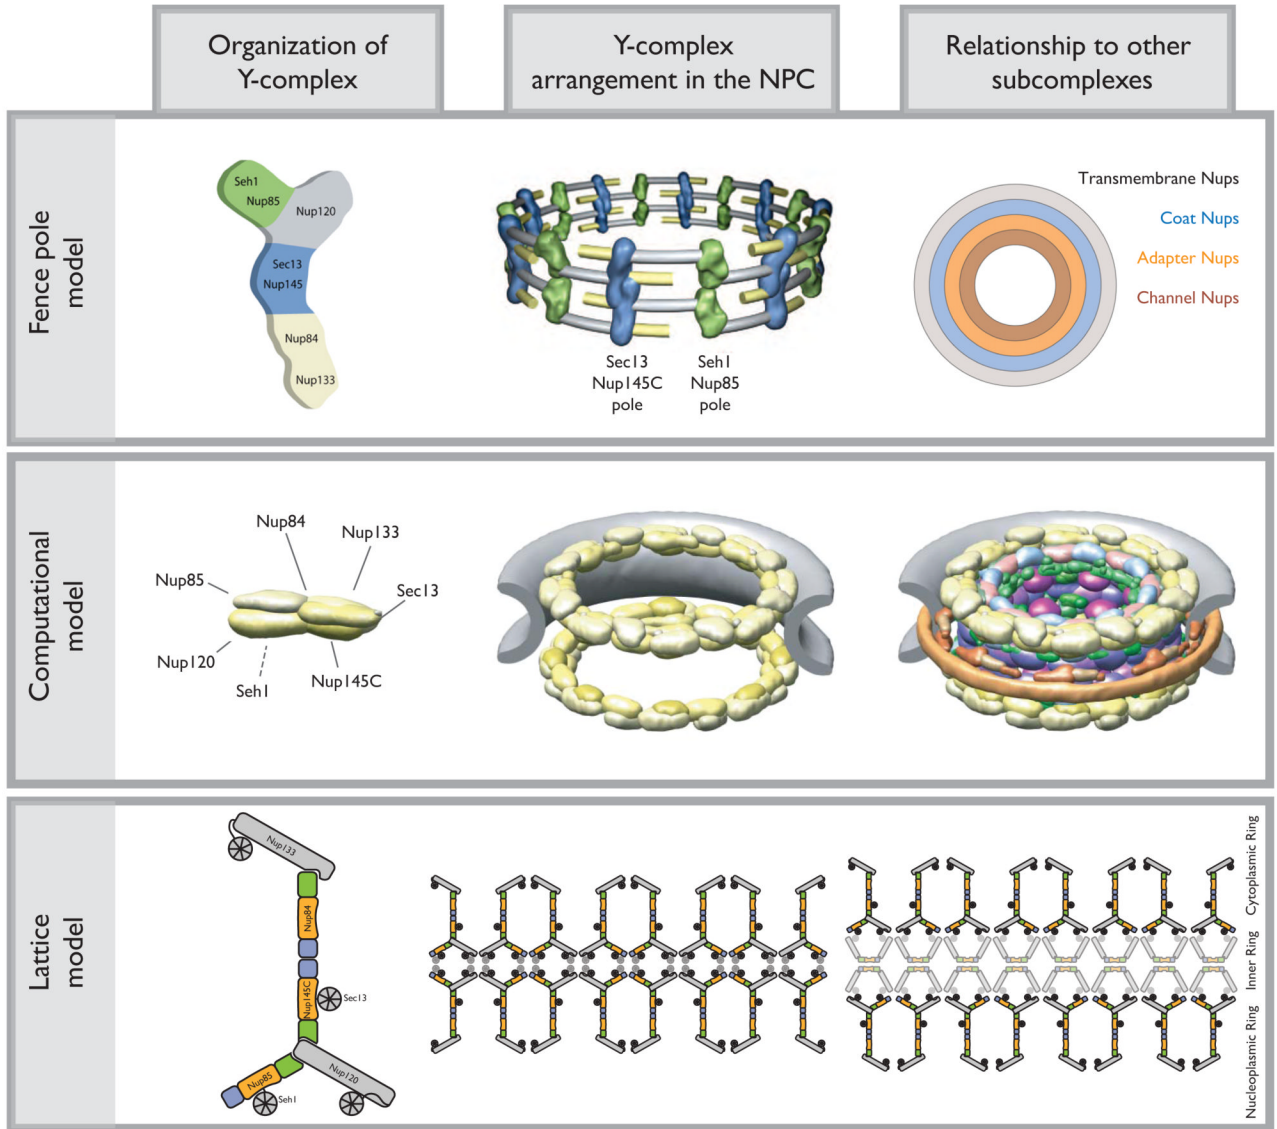 Organization of
Y-complex
Y-complex
arrangement in the NPC
Relationship to other
subcomplexes
Fence pole
model
Seh1
Nup85
Nup120
Sec13
Nup145
Nup84
Nup133
Sec13
Nup145C
pole
Seh1
Nup85
pole
Transmembrane Nups
Coat Nups
Adapter Nups
Channel Nups
Computational
model
Nup84
Nup133
Nup85
Sec13
Nup120
Seh1
Nup145C
Lattice
model
Nup133
Nup84
Nup145C
Sec13
Nup85
Nup120
Seh1
Cytoplasmic Ring
Inner Ring
Nucleoplasmic Ring